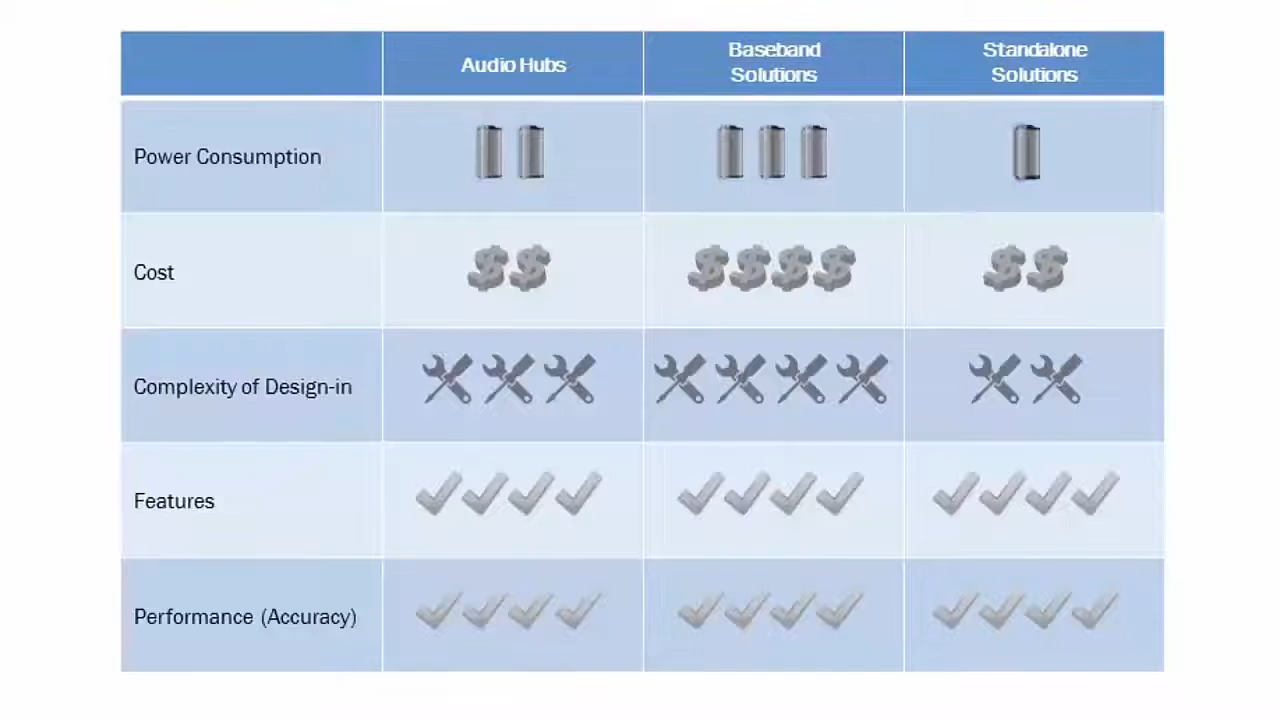 Audio Hubs
Baseband
Solutions
Standalone
Solutions
Power Consumption
Cost
Complexity of Design-in
Features
Performance (Accuracy)